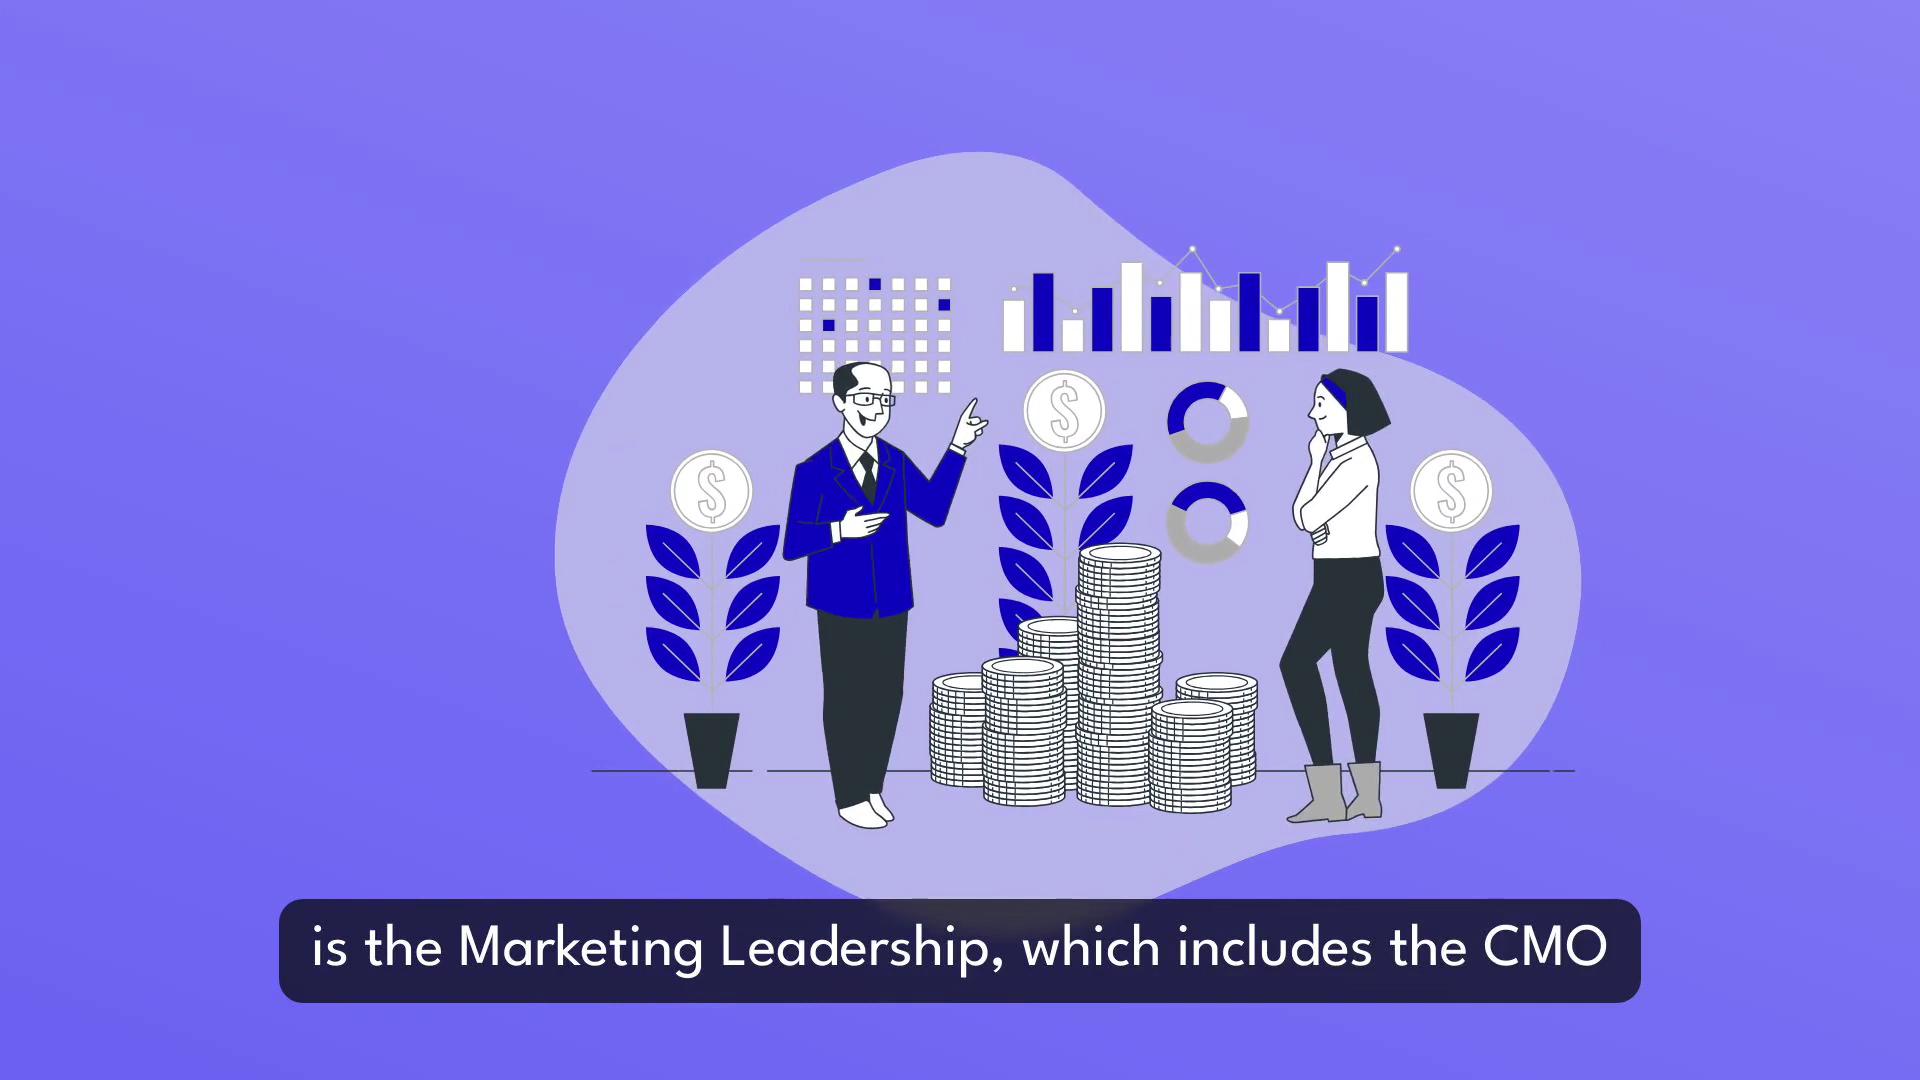 $
$
$
is the Marketing Leadership, which includes the CMO